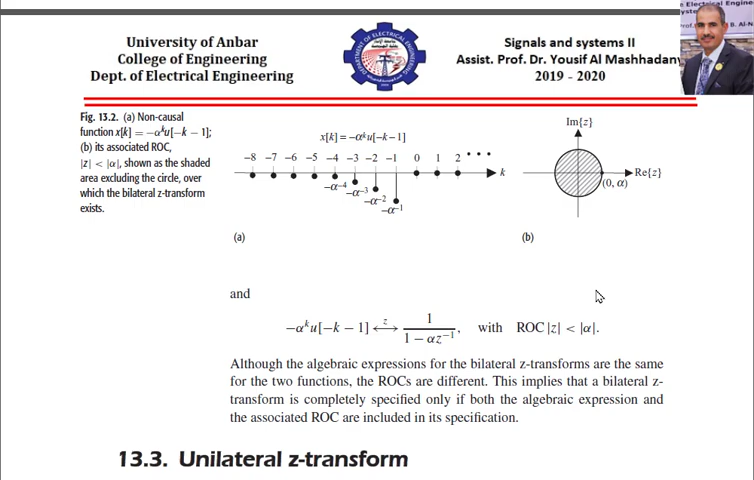 e Electrical Engine
University of Anbar
College of Engineering
Dept. of Electrical Engineering
Signals and systems II
Assist. Prof. Dr. Yousif Al Mashhadany
2019 - 2020
Fig. 13.2. (a) Non-causal
function x[k] = −αᵏu[−k − 1];
(b) its associated ROC,
|z| < |α|, shown as the shaded
area excluding the circle, over
which the bilateral z-transform
exists.
x[k] = −αᵏu[−k−1]
−8 −7 −6 −5 −4 −3 −2 −1 0 1 2 • • •
k
−α⁻⁴
−α⁻³
−α⁻²
−α⁻¹
(a)
Im{z}
Re{z}
(0, α)
(b)
and
−αᵏu[−k − 1] ⟷ᶻ 1 / (1 − αz⁻¹), with ROC |z| < |α|.
Although the algebraic expressions for the bilateral z-transforms are the same
for the two functions, the ROCs are different. This implies that a bilateral z-
transform is completely specified only if both the algebraic expression and
the associated ROC are included in its specification.
13.3. Unilateral z-transform